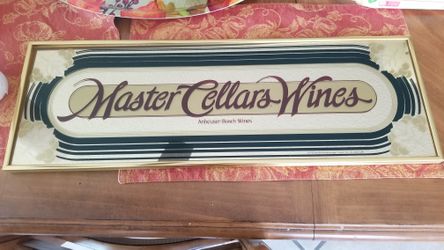 Master Cellars Wines
Anheuser-Busch Wines